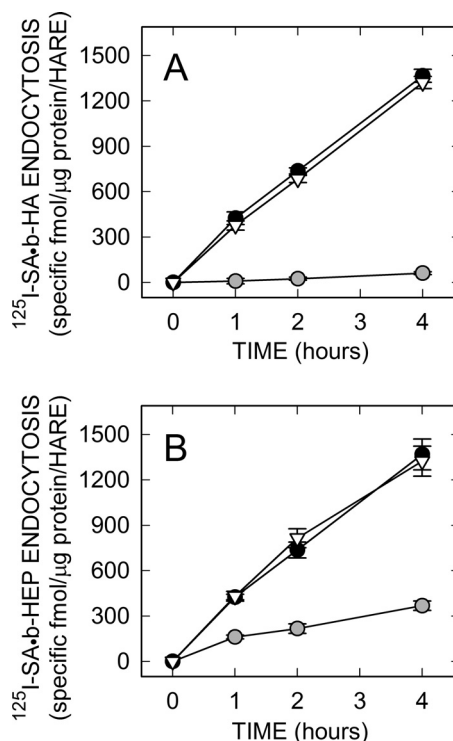 A
1500
1200
900
600
300
0
0 1 2 3 4
TIME (hours)
¹²⁵I-SA•b-HA ENDOCYTOSIS
(specific fmol/µg protein/HARE)
B
1500
1200
900
600
300
0
0 1 2 3 4
TIME (hours)
¹²⁵I-SA•b-HEP ENDOCYTOSIS
(specific fmol/µg protein/HARE)